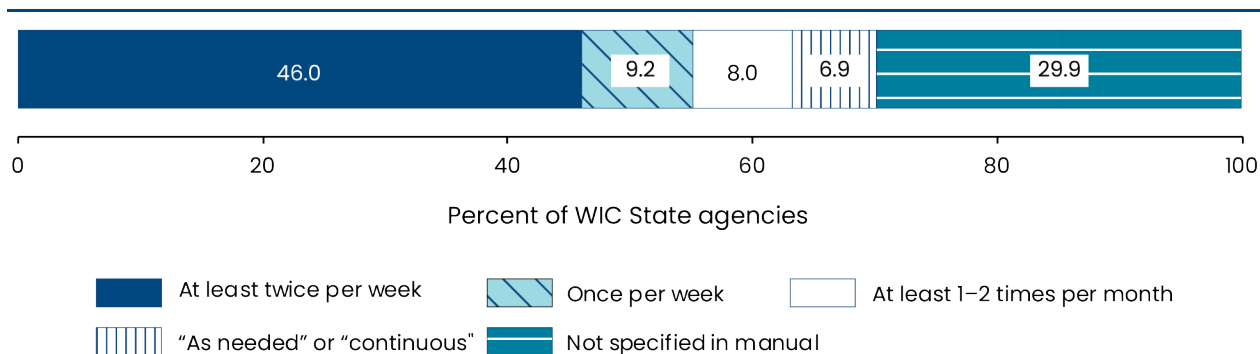 46.0 9.2 8.0 6.9 29.9
0 20 40 60 80 100
Percent of WIC State agencies
At least twice per week Once per week At least 1–2 times per month
“As needed” or “continuous" Not specified in manual